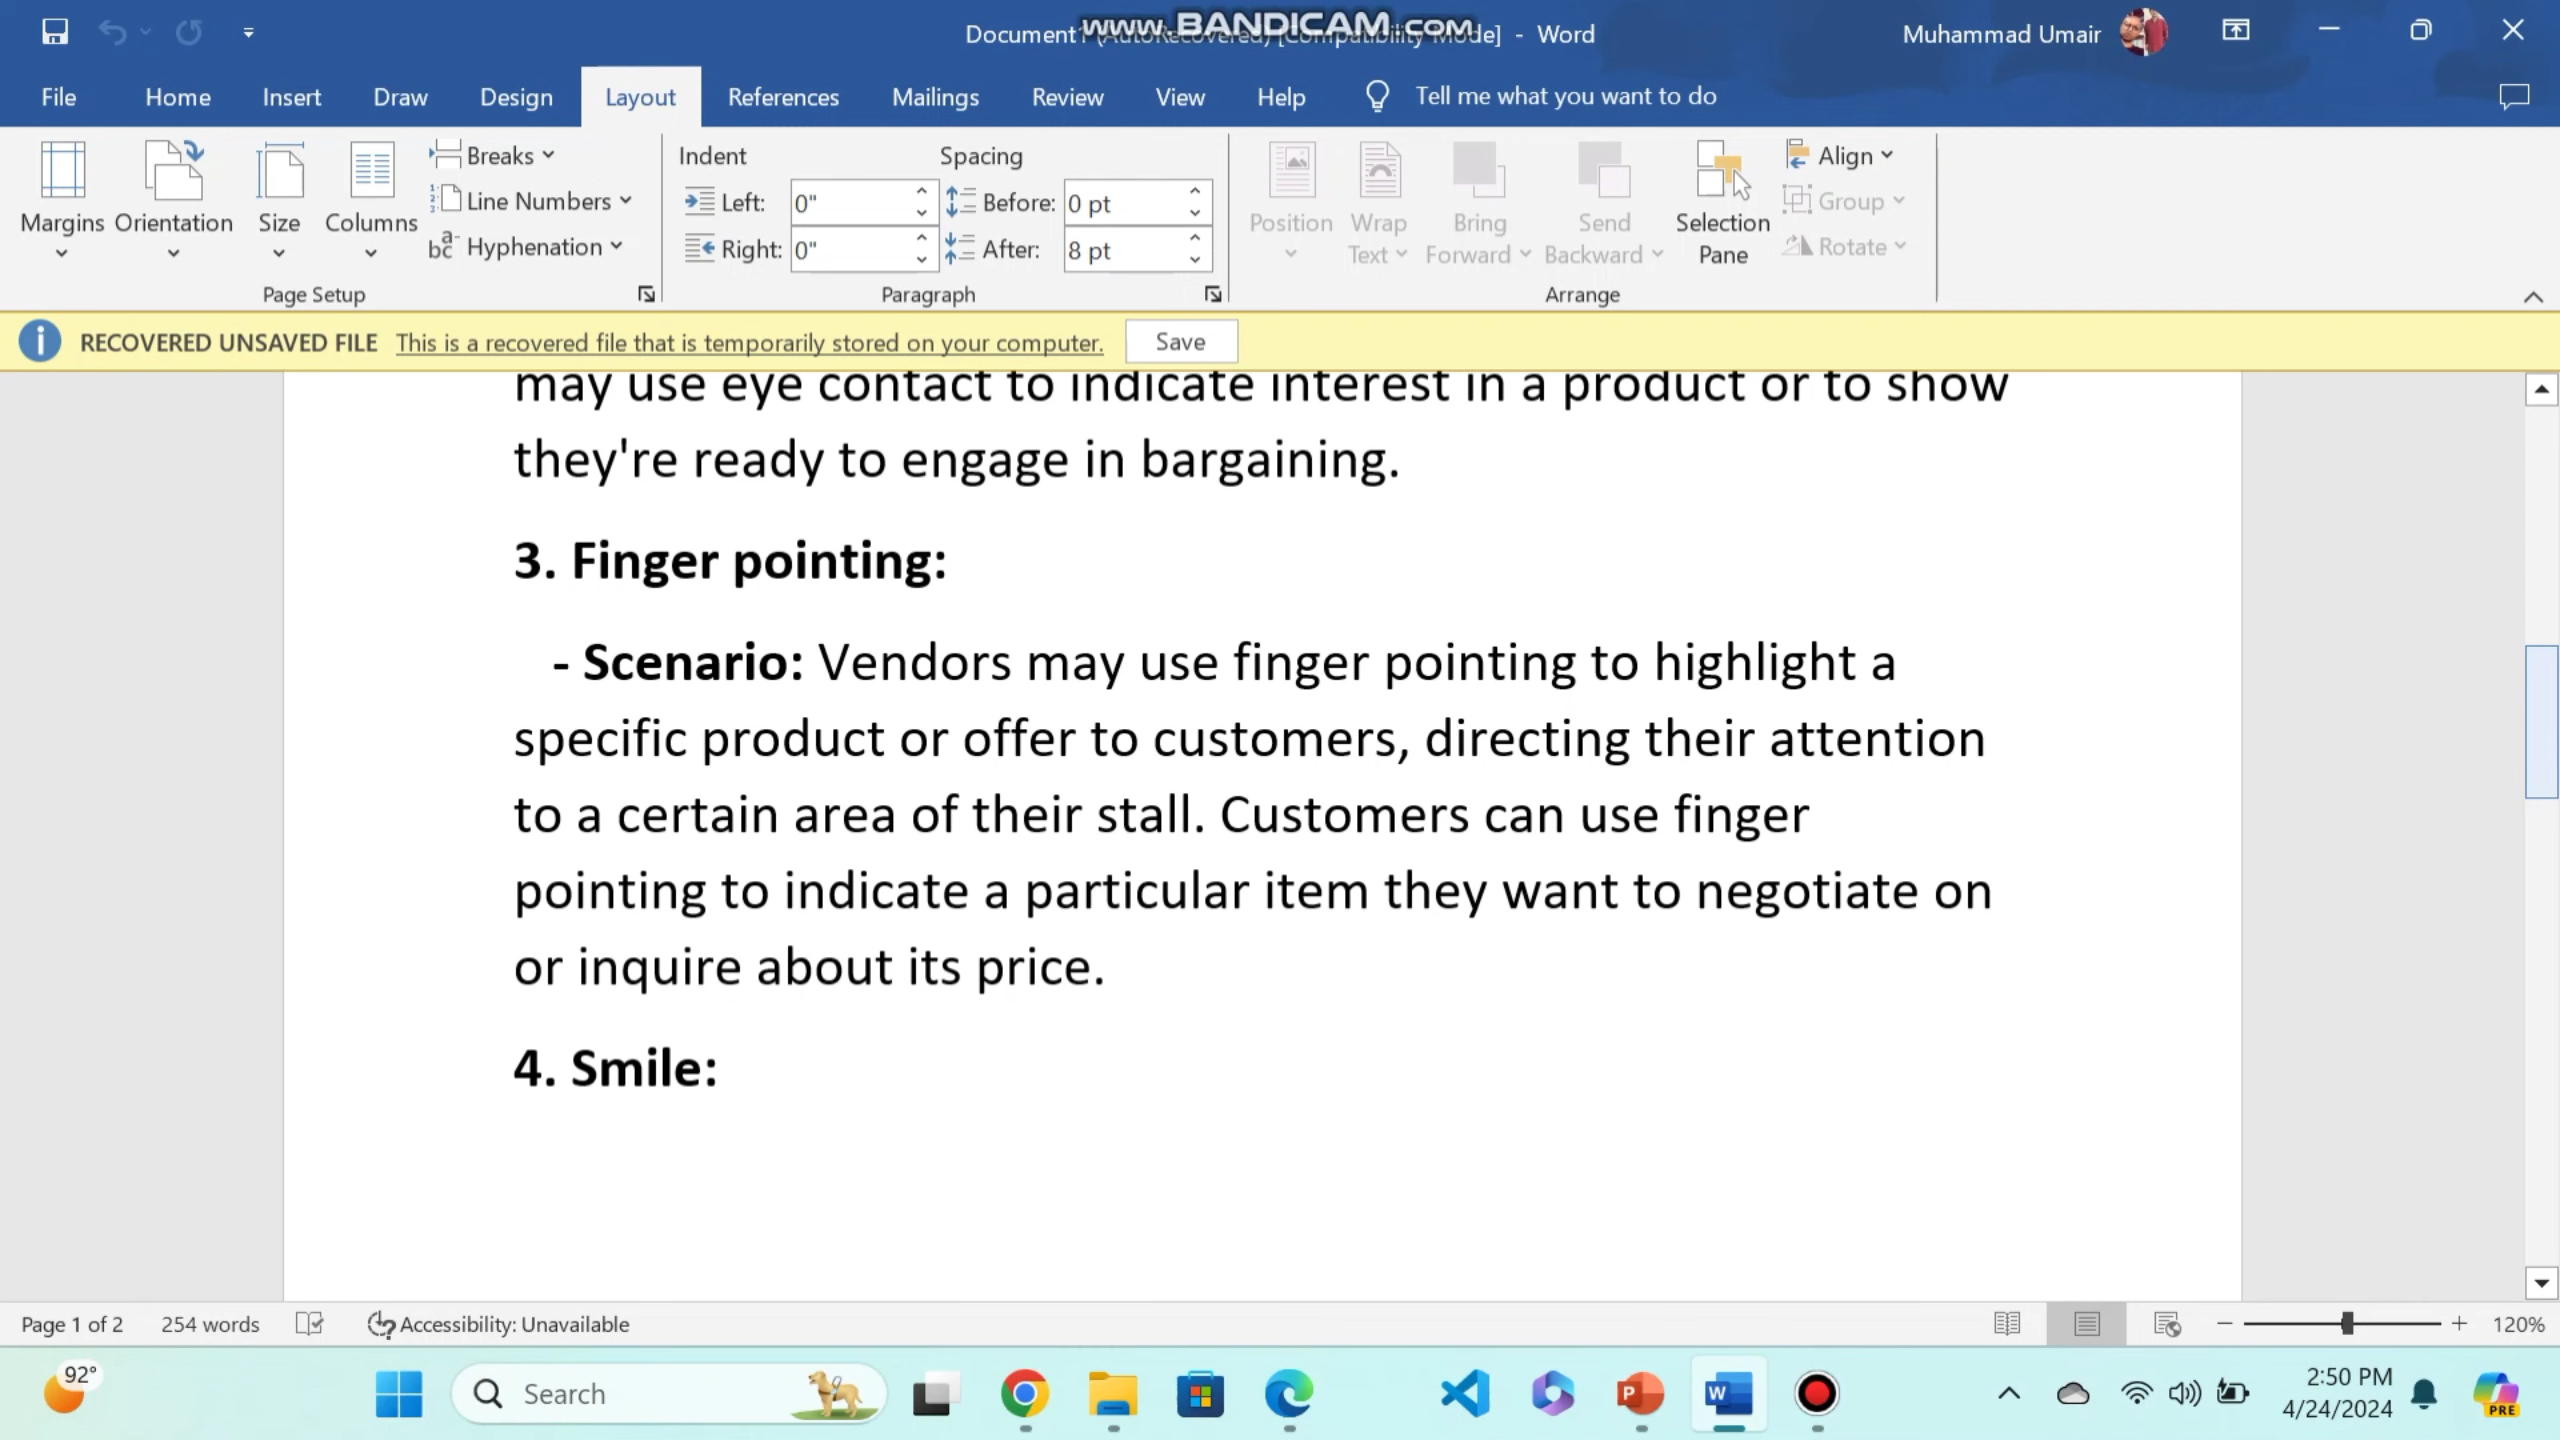 www.BANDICAM.com
Document1 (AutoRecovered) [Compatibility Mode] - Word
Muhammad Umair
File Home Insert Draw Design Layout References Mailings Review View Help Tell me what you want to do
Margins Orientation Size Columns
Breaks
Line Numbers
Hyphenation
Page Setup
Indent Spacing
Left: 0" Before: 0 pt
Right: 0" After: 8 pt
Paragraph
Position Wrap Text Bring Forward Send Backward Selection Pane
Align
Group
Rotate
Arrange
RECOVERED UNSAVED FILE This is a recovered file that is temporarily stored on your computer. Save
may use eye contact to indicate interest in a product or to show
they're ready to engage in bargaining.
3. Finger pointing:
- Scenario: Vendors may use finger pointing to highlight a
specific product or offer to customers, directing their attention
to a certain area of their stall. Customers can use finger
pointing to indicate a particular item they want to negotiate on
or inquire about its price.
4. Smile:
Page 1 of 2 254 words Accessibility: Unavailable 120%
92° Search 2:50 PM
4/24/2024
PRE